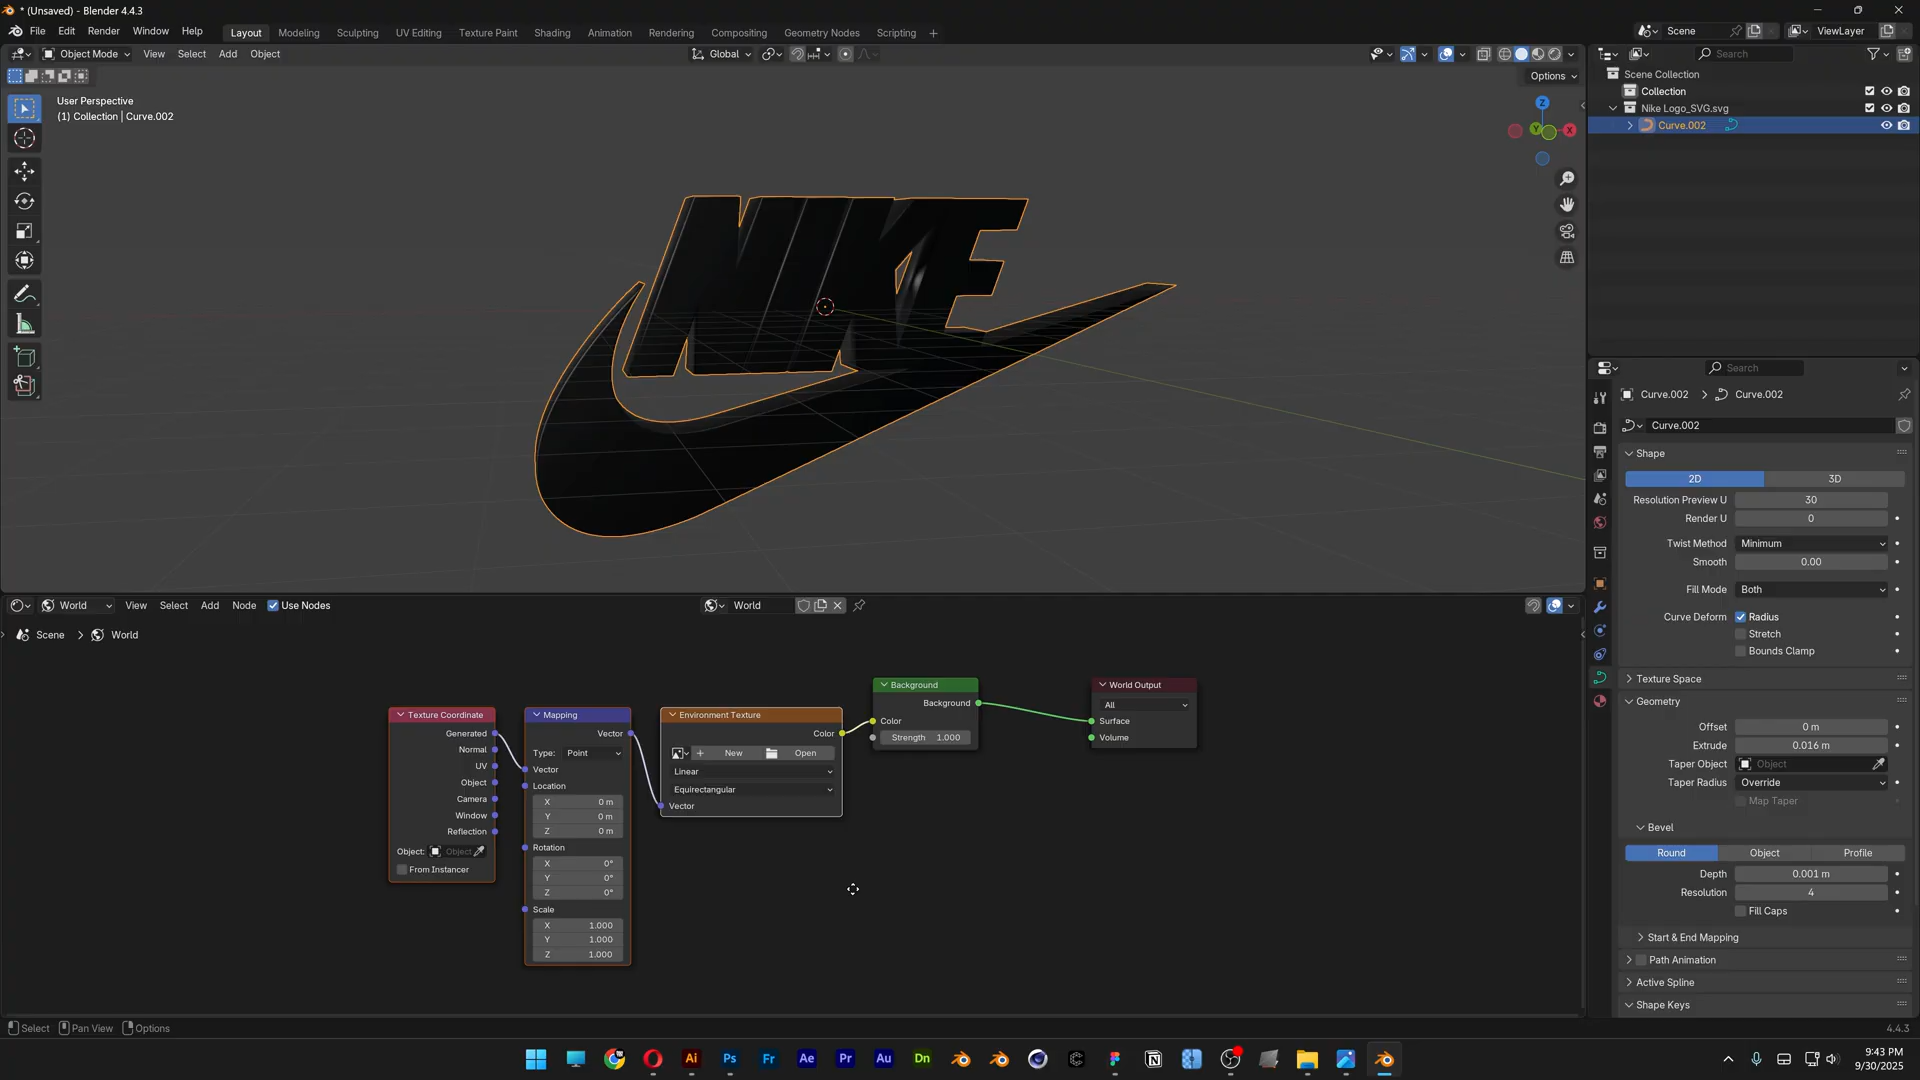 * (Unsaved) - Blender 4.4.3
File Edit Render Window Help
Layout Modeling Sculpting UV Editing Texture Paint Shading Animation Rendering Compositing Geometry Nodes Scripting
Scene
ViewLayer
Object Mode View Select Add Object
Global
Search
Options
User Perspective
(1) Collection | Curve.002
Z
Y
X
NIKE
Scene Collection
Collection
Nike Logo_SVG.svg
Curve.002
Search
Curve.002 > Curve.002
Curve.002
Shape
2D 3D
Resolution Preview U 30
Render U 0
Twist Method Minimum
Smooth 0.00
Fill Mode Both
Curve Deform Radius
Stretch
Bounds Clamp
Texture Space
Geometry
Offset 0 m
Extrude 0.016 m
Taper Object Object
Taper Radius Override
Map Taper
Bevel
Round Object Profile
Depth 0.001 m
Resolution 4
Fill Caps
Start & End Mapping
Path Animation
Active Spline
Shape Keys
World View Select Add Node Use Nodes
World
Scene > World
Texture Coordinate
Generated
Normal
UV
Object
Camera
Window
Reflection
Object: Object
From Instancer
Mapping
Vector
Type: Point
Vector
Location
X 0 m
Y 0 m
Z 0 m
Rotation
X 0°
Y 0°
Z 0°
Scale
X 1.000
Y 1.000
Z 1.000
Environment Texture
Color
New Open
Linear
Equirectangular
Vector
Background
Background
Color
Strength 1.000
World Output
All
Surface
Volume
Select Pan View Options
4.4.3
Ai Ps Fr Ae Pr Au Dn
9:43 PM
9/30/2025